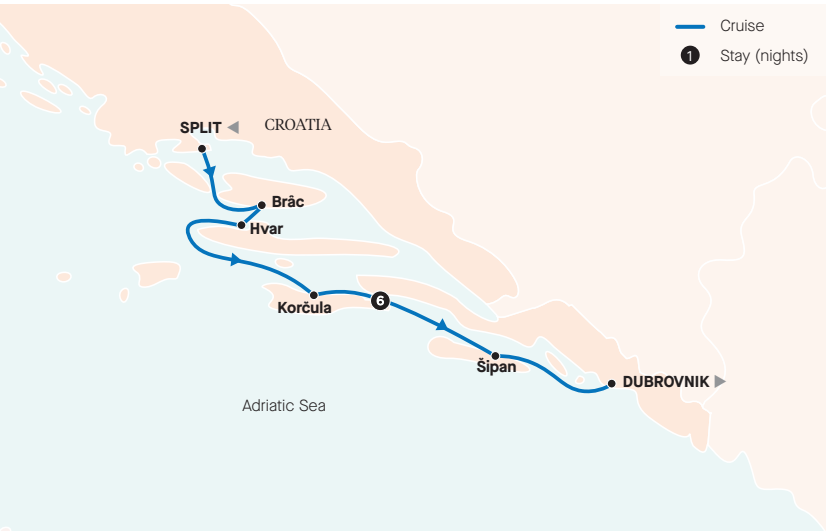 Cruise
1 Stay (nights)
SPLIT
CROATIA
Brâc
Hvar
Korčula
6
Šipan
DUBROVNIK
Adriatic Sea